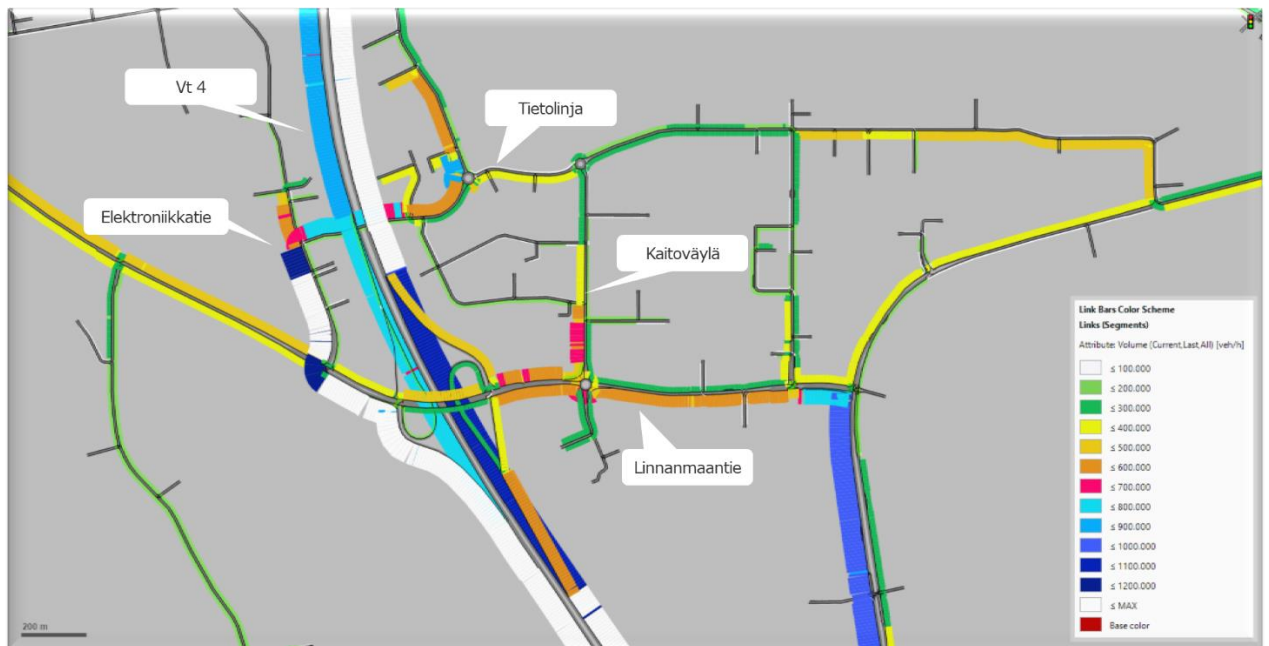 Vt 4
Tietolinja
Elektroniikkatie
Kaitoväylä
Linnanmaantie
Link Bars Color Scheme
Links (Segments)
Attribute: Volume (Current,Last,All) [veh/h]
≤ 100.000
≤ 200.000
≤ 300.000
≤ 400.000
≤ 500.000
≤ 600.000
≤ 700.000
≤ 800.000
≤ 900.000
≤ 1000.000
≤ 1100.000
≤ 1200.000
≤ MAX
Base color
200 m